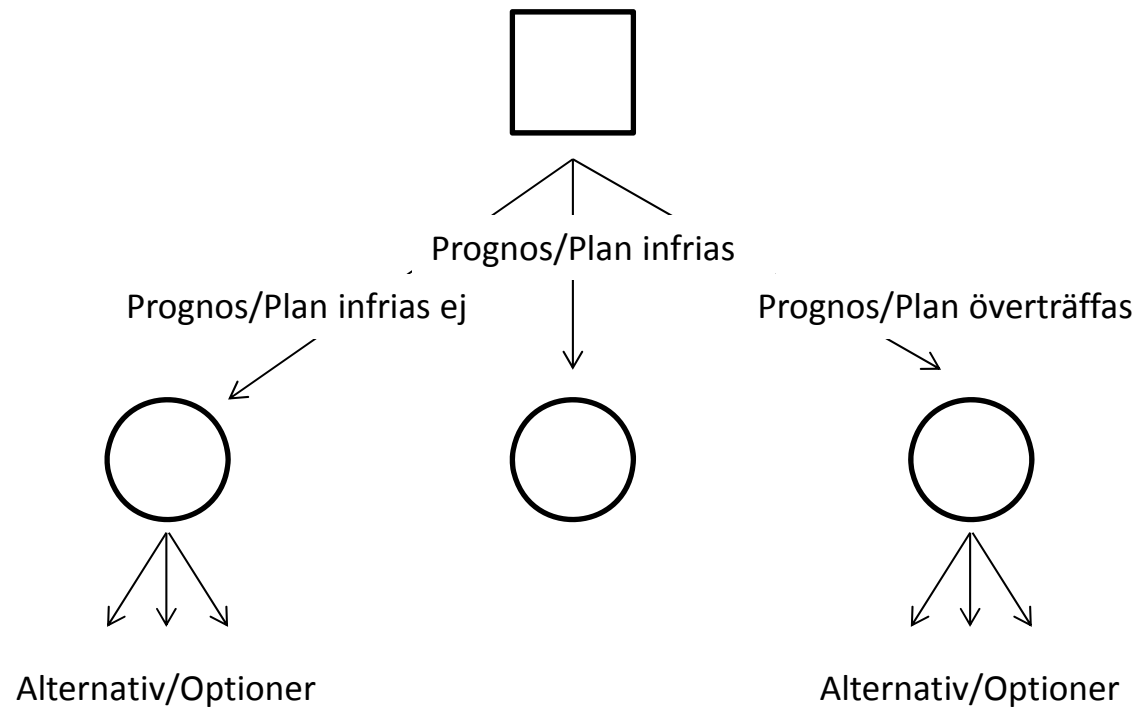 Prognos/Plan infrias
Prognos/Plan infrias ej
Prognos/Plan överträffas
Alternativ/Optioner
Alternativ/Optioner